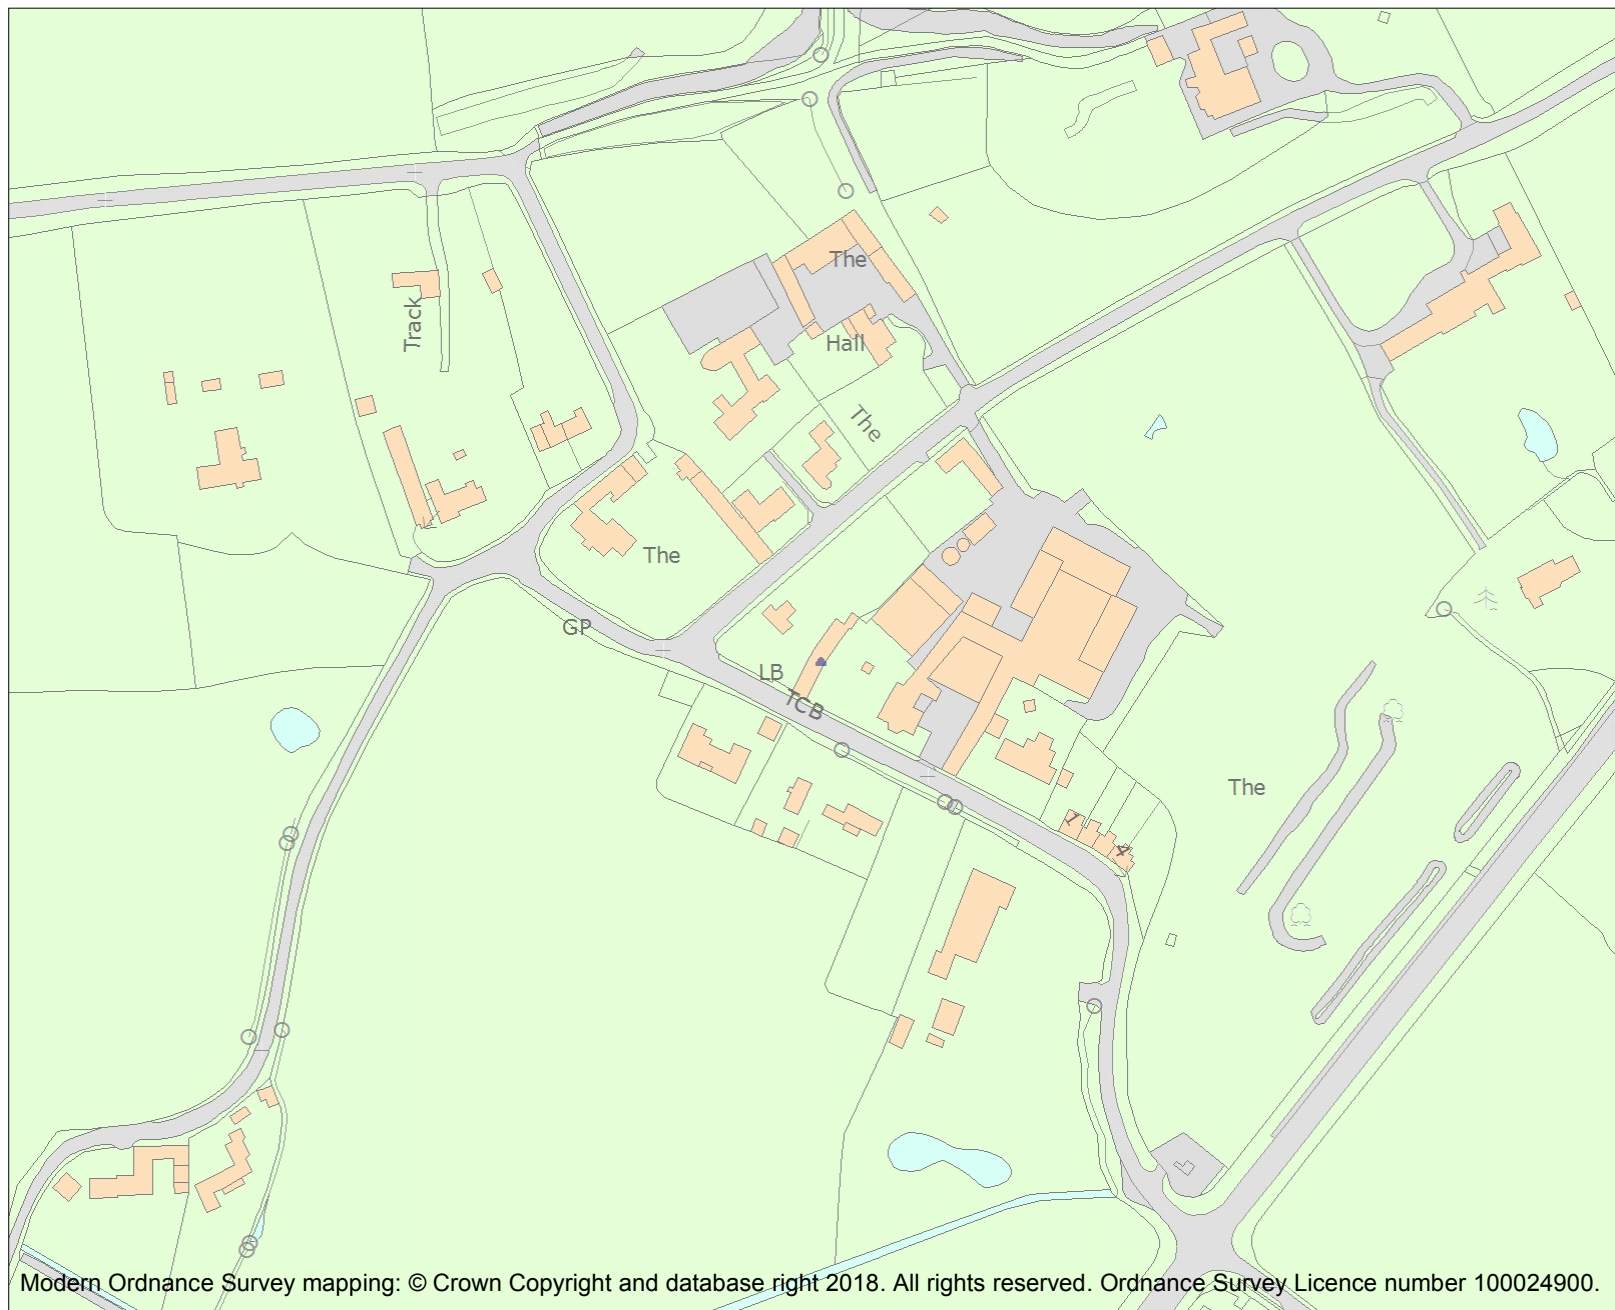 The
Track
Hall
The
The
GP
LB
TCB
The
1
4
Modern Ordnance Survey mapping: © Crown Copyright and database right 2018. All rights reserved. Ordnance Survey Licence number 100024900.